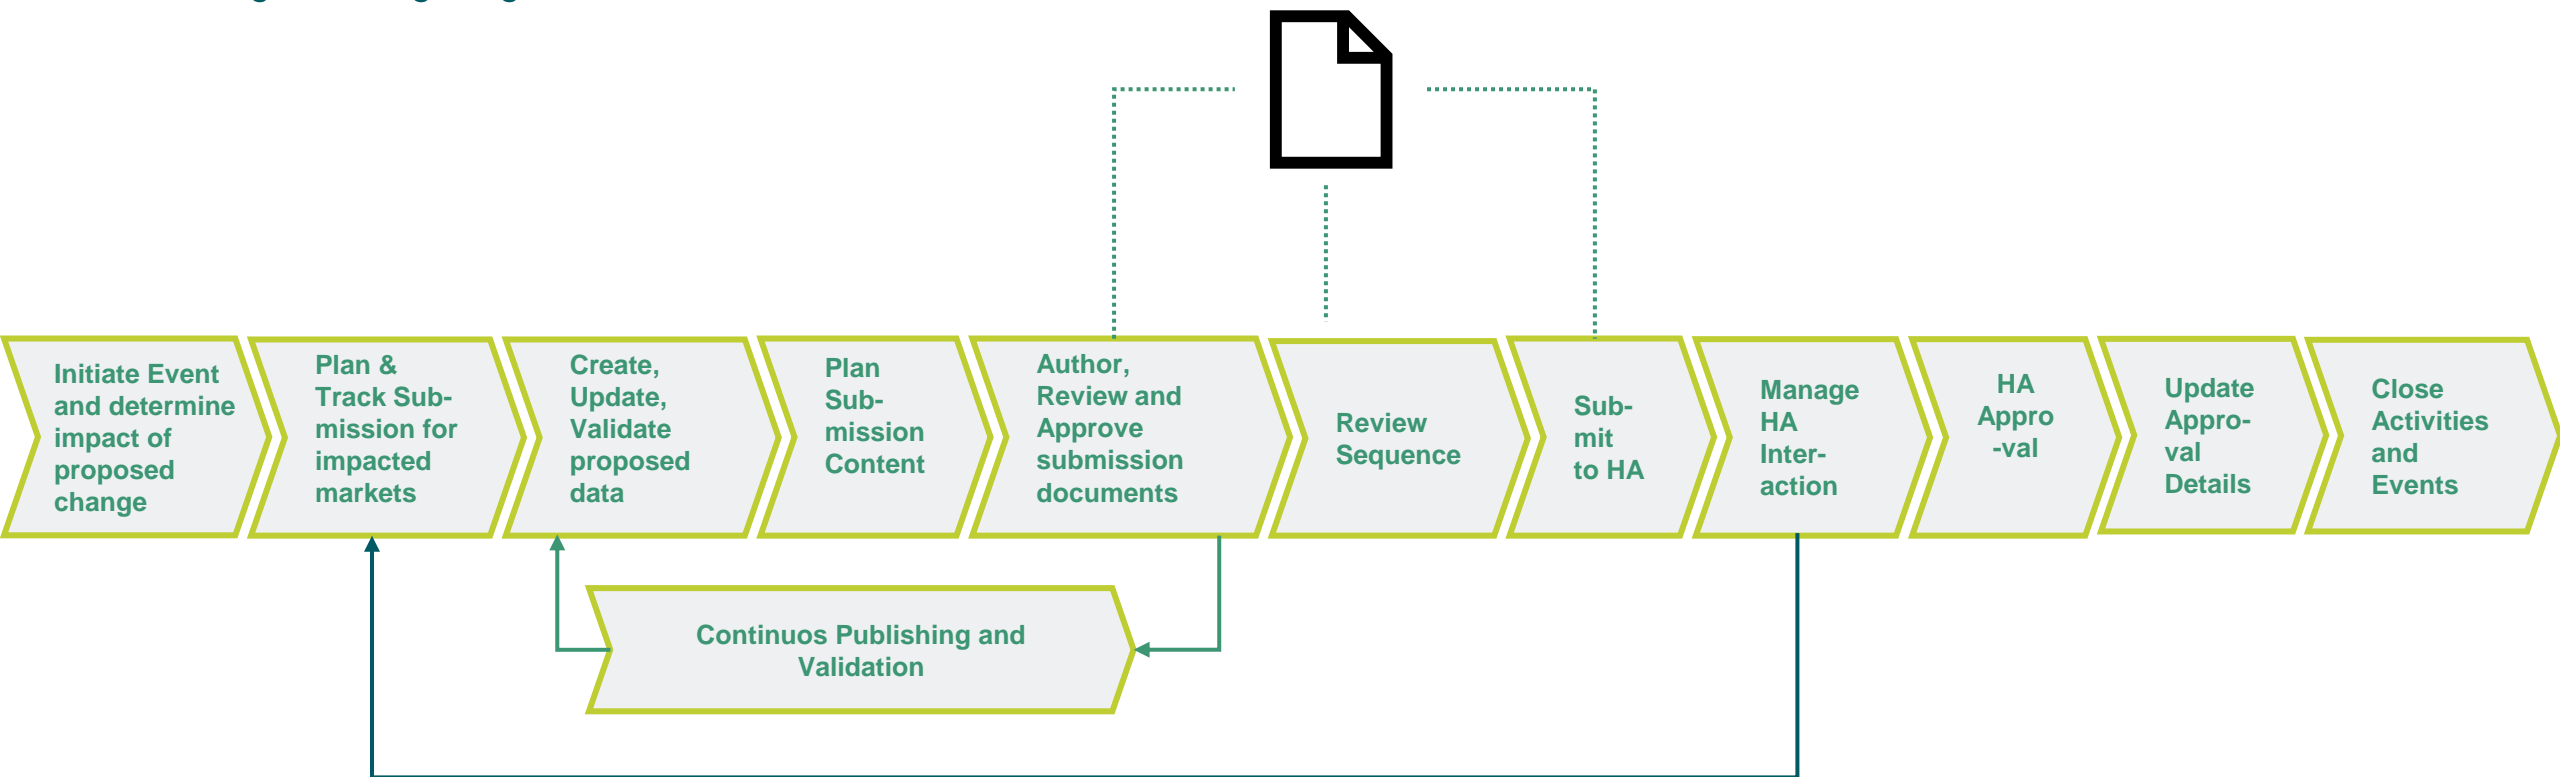 Initiate Event
and determine
impact of
proposed
change
Plan &
Track Sub-
mission for
impacted
markets
Create,
Update,
Validate
proposed
data
Plan
Sub-
mission
Content
Author,
Review and
Approve
submission
documents
Review
Sequence
Sub-
mit
to HA
Manage
HA
Inter-
action
HA
Appro
-val
Update
Appro-
val
Details
Close
Activities
and
Events
Continuos Publishing and
Validation